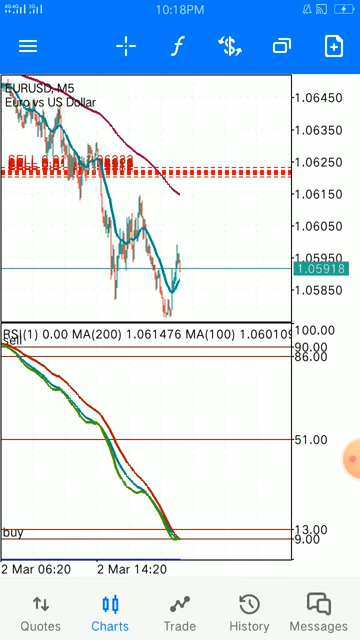 10:18PM
EURUSD, M5
Euro vs US Dollar
1.06450
1.06350
1.06250
1.06150
1.06050
1.05950
1.05918
1.05850
RSI(1) 0.00 MA(200) 1.061476 MA(100) 1.060109
sell
100.00
90.00
86.00
51.00
13.00
buy
9.00
2 Mar 06:20
2 Mar 14:20
Quotes
Charts
Trade
History
Messages